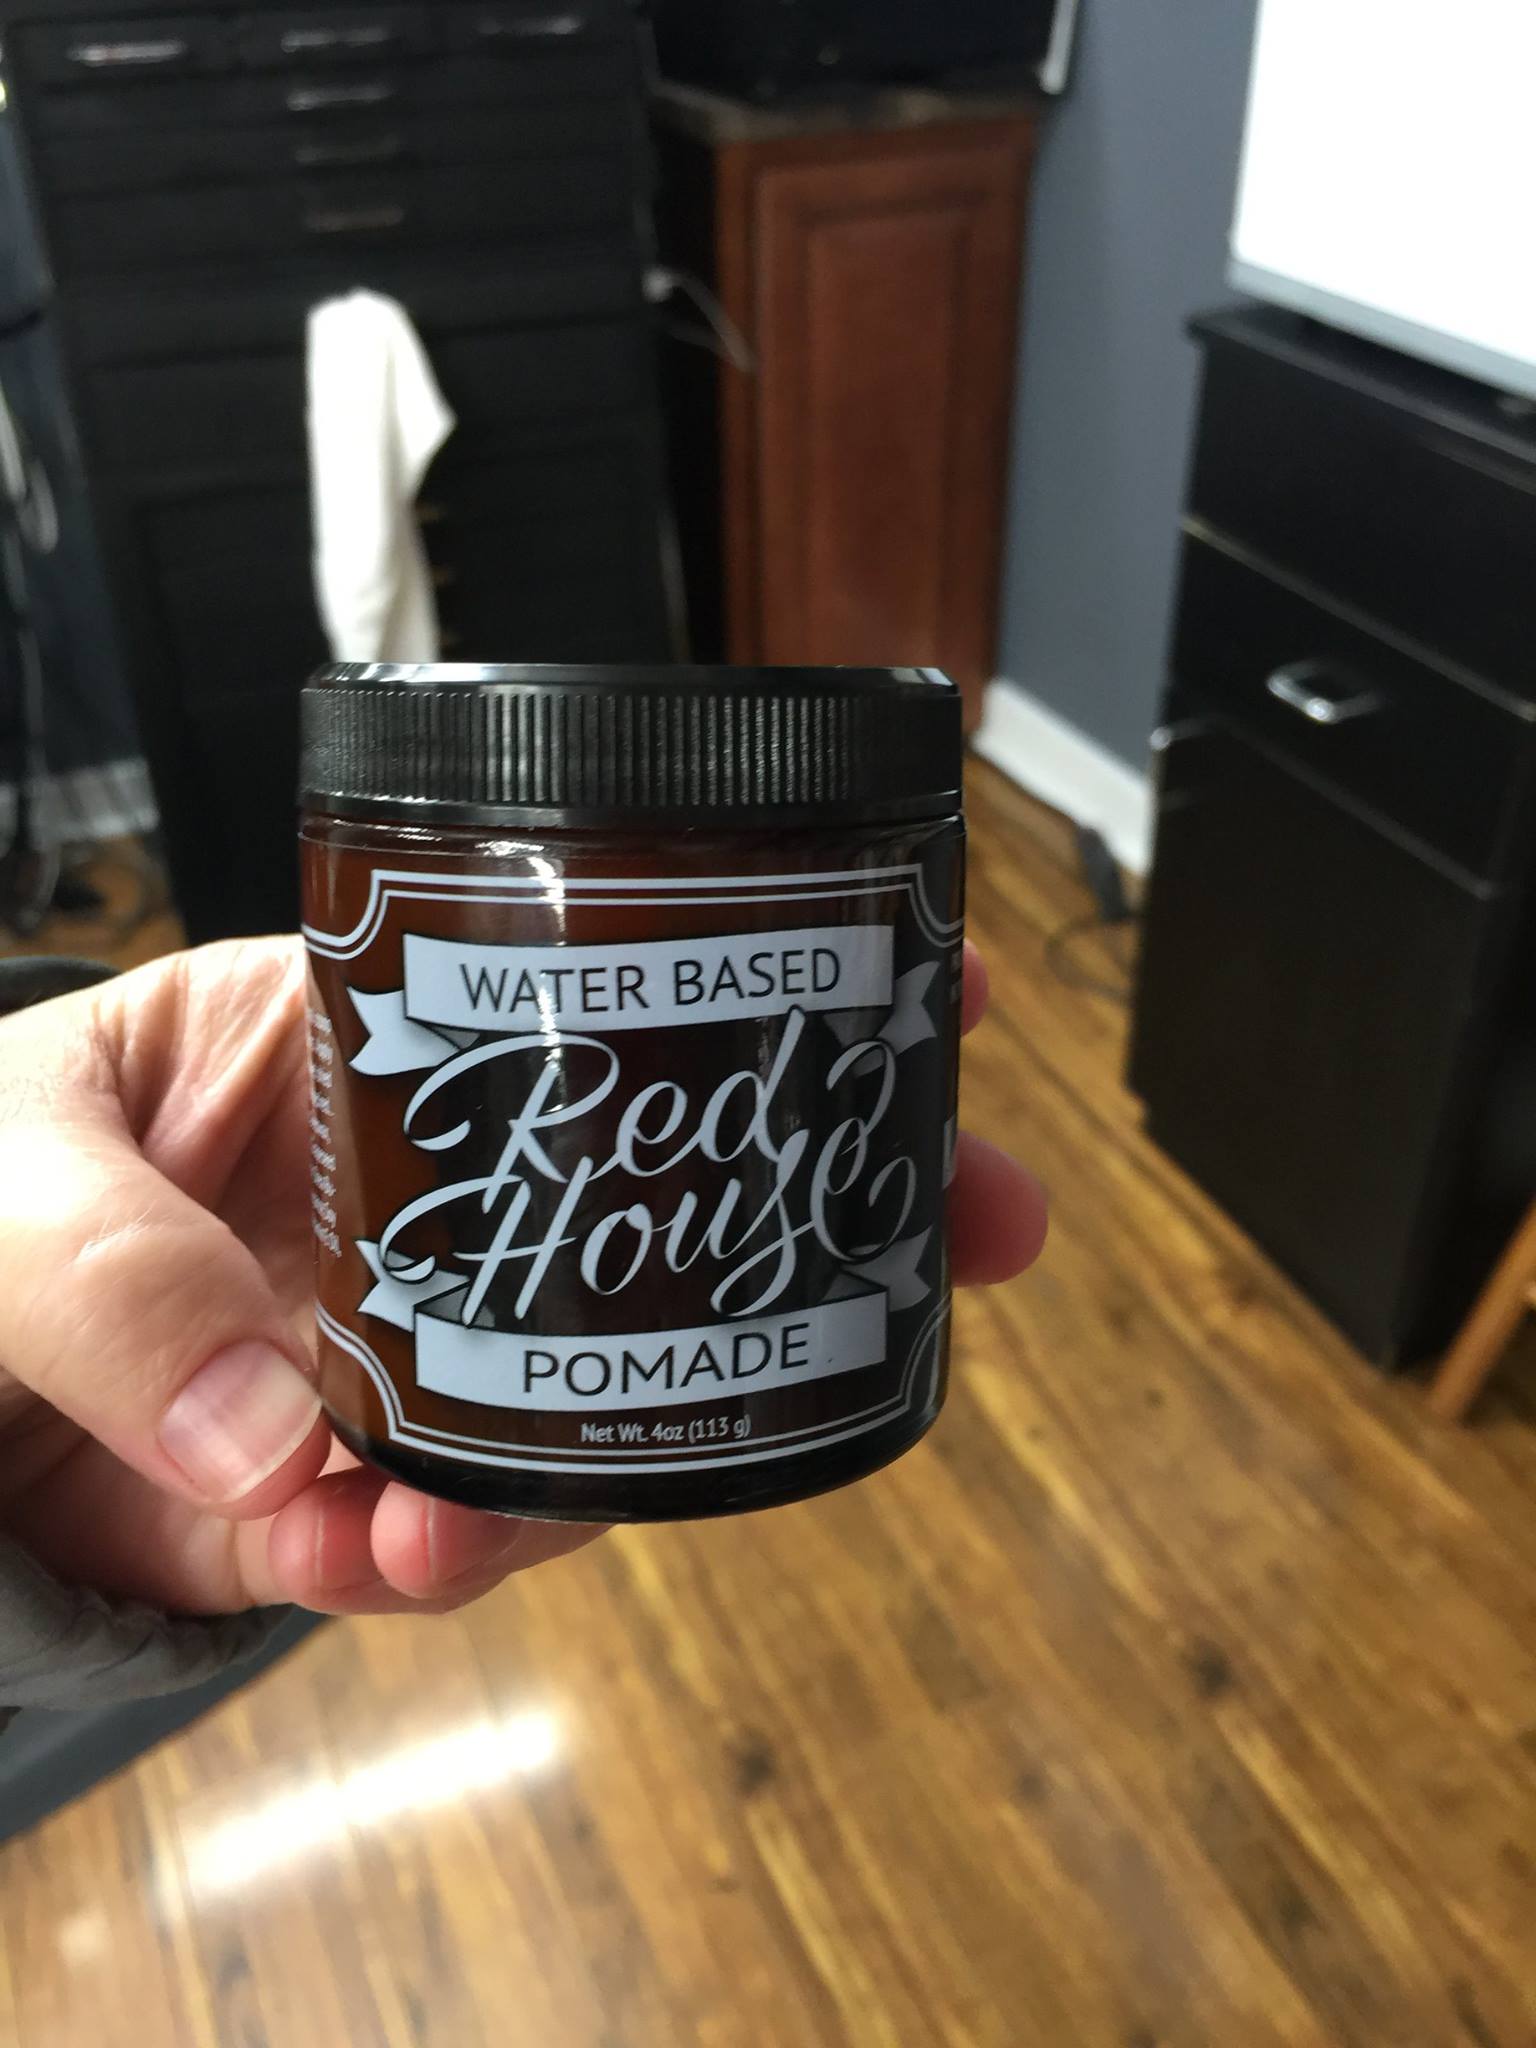 WATER BASED
Red
House
POMADE
Net Wt. 4oz (113 g)